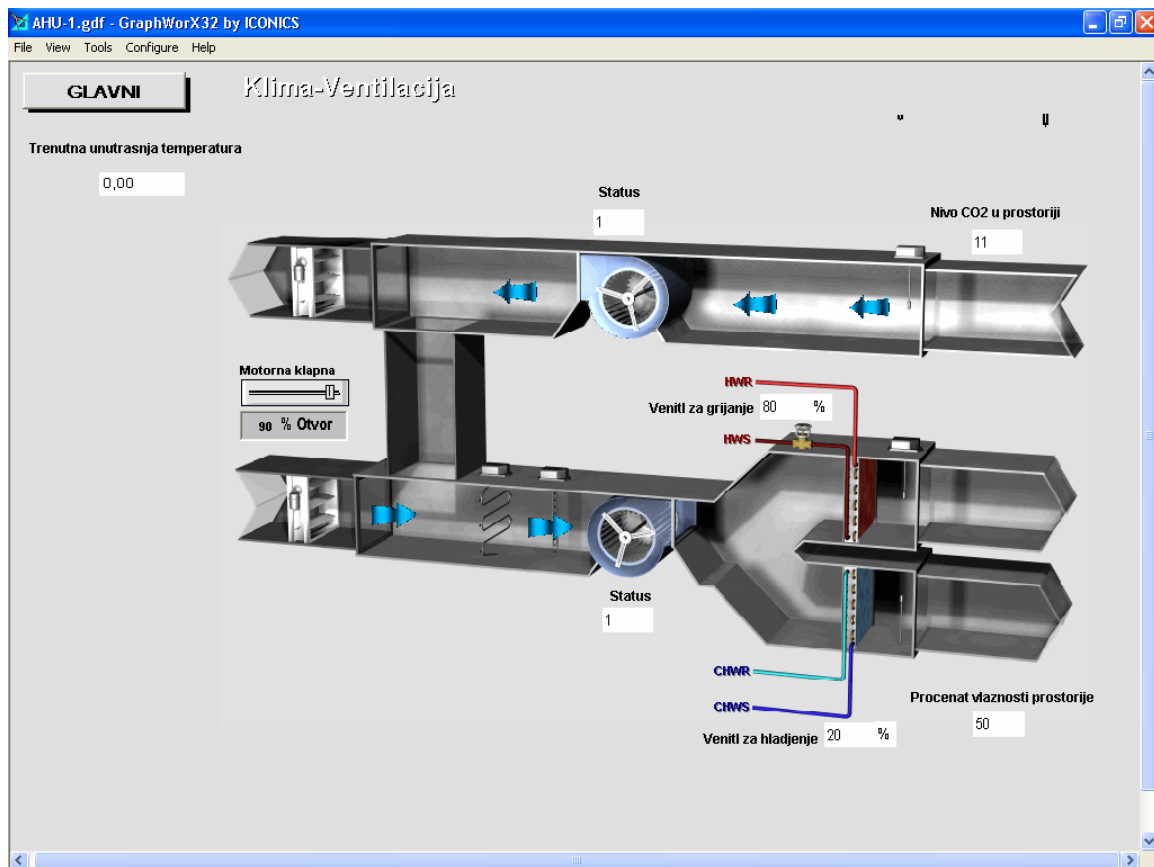 AHU-1.gdf - GraphWorX32 by ICONICS
File View Tools Configure Help
GLAVNI
Klima-Ventilacija
Trenutna unutrasnja temperatura
0,00
Status
1
Nivo CO2 u prostoriji
11
Motorna klapna
90 % Otvor
HWR
Venitl za grijanje 80 %
HWS
Status
1
CHWR
CHWS
Venitl za hladjenje 20 %
Procenat vlaznosti prostorije
50